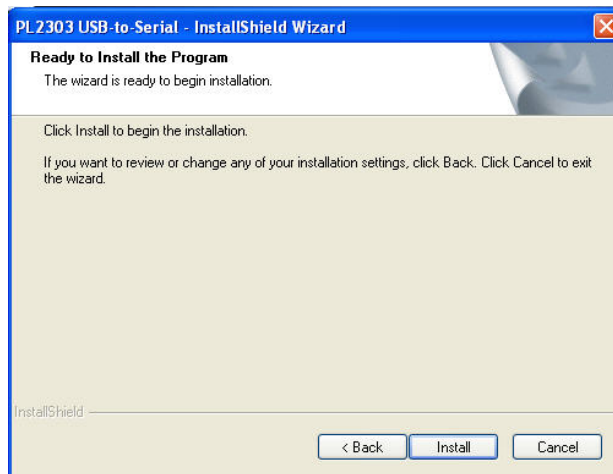 PL2303 USB-to-Serial - InstallShield Wizard
Ready to Install the Program
The wizard is ready to begin installation.
Click Install to begin the installation.
If you want to review or change any of your installation settings, click Back. Click Cancel to exit
the wizard.
InstallShield
< Back
Install
Cancel